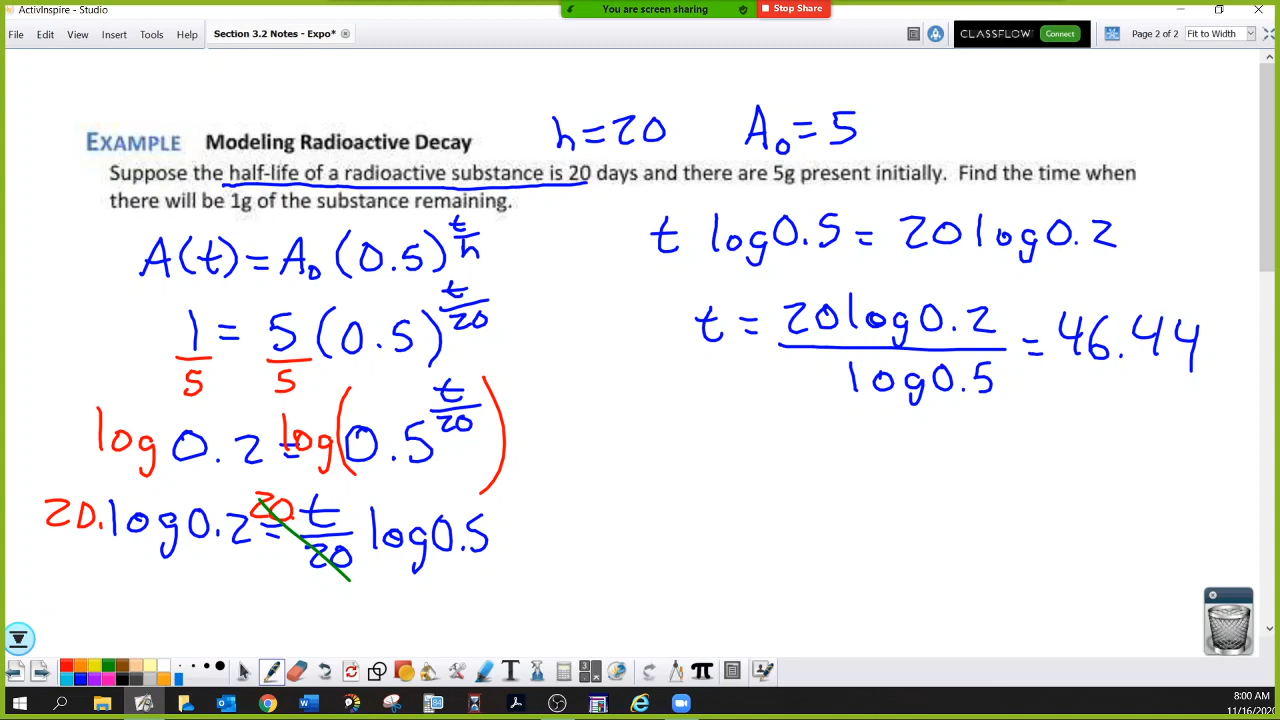 ActivInspire - Studio
You are screen sharing
Stop Share
File Edit View Insert Tools Help
Section 3.2 Notes - Expo*
CLASSFLOW Connect
Page 2 of 2
Fit to Width
EXAMPLE Modeling Radioactive Decay
h=20 A₀=5
Suppose the half-life of a radioactive substance is 20 days and there are 5g present initially. Find the time when
there will be 1g of the substance remaining.
A(t)=A₀(0.5)^(t/h)
1/5 = 5/5 (0.5)^(t/20)
log 0.2 = log(0.5^(t/20))
20·log0.2 = 20·t/20 log0.5
t log0.5 = 20 log0.2
t = 20log0.2/log0.5 = 46.44
8:00 AM
11/16/2020